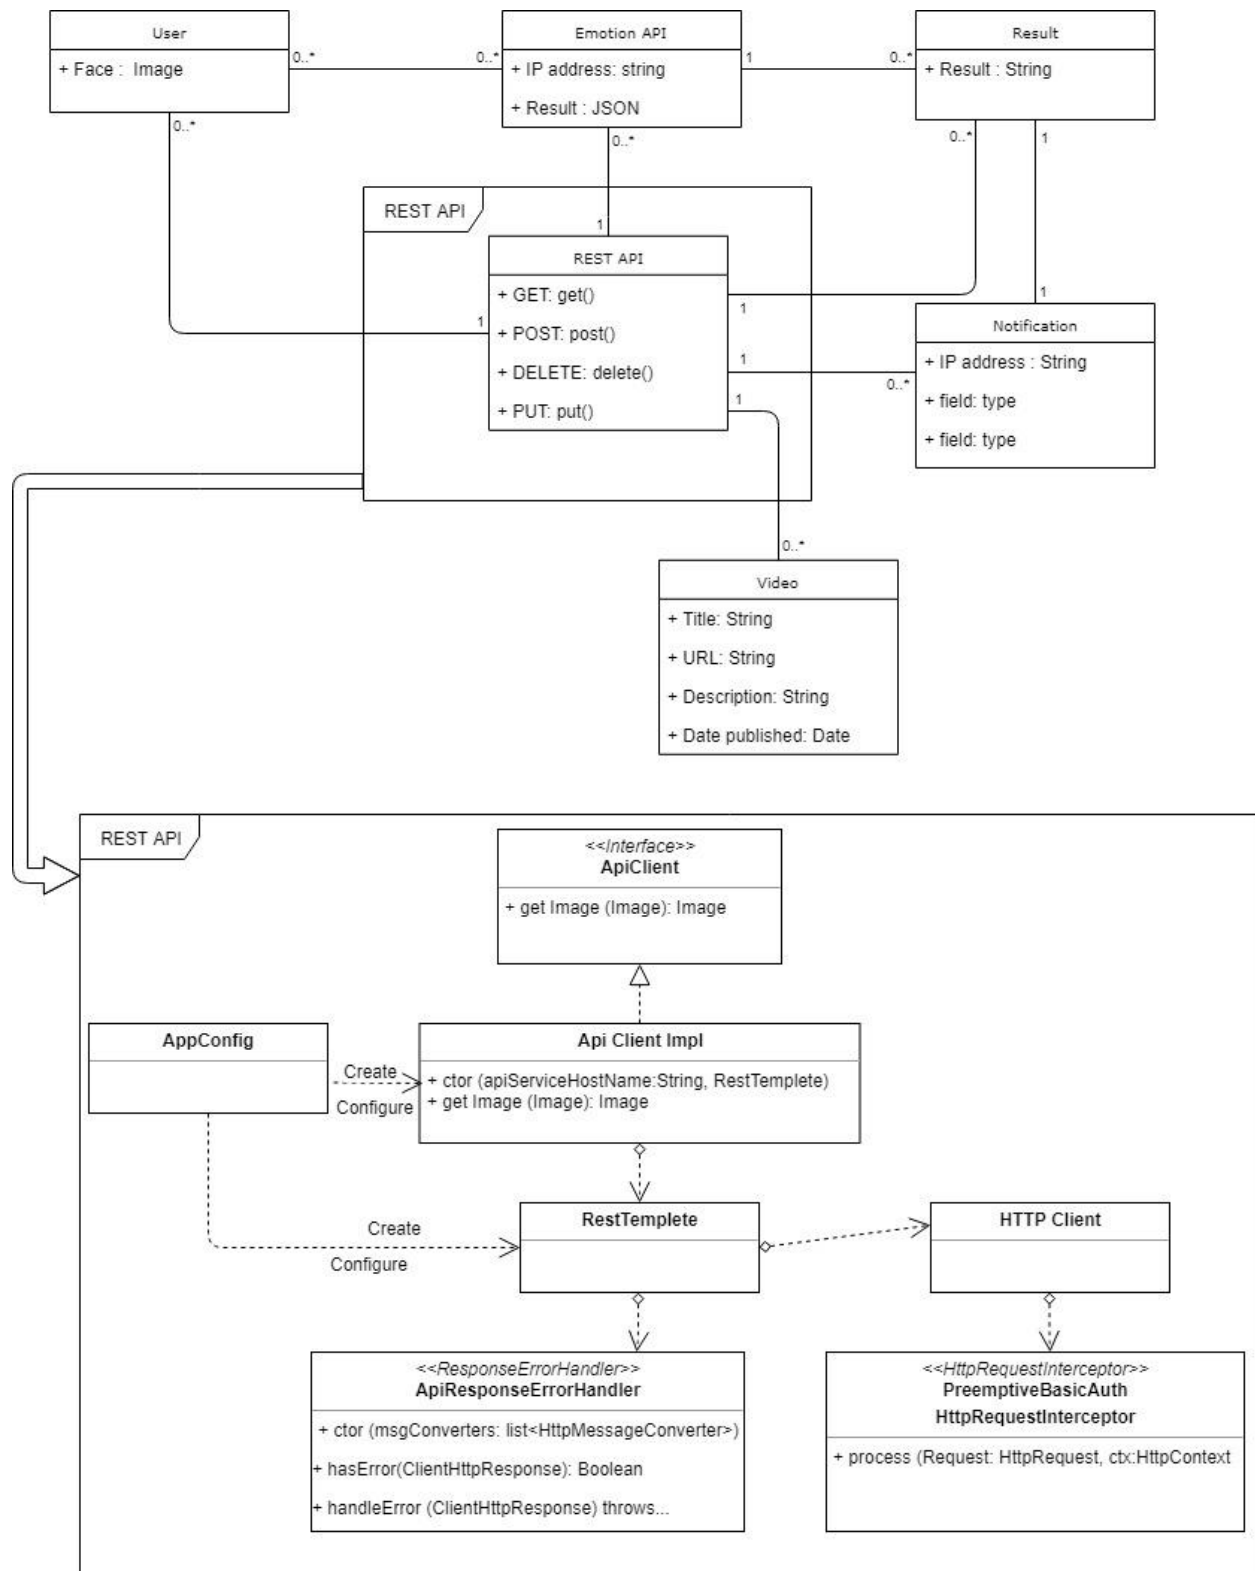 User
+ Face :  Image
0..*
0..*
0..*
Emotion API
+ IP address: string
+ Result : JSON
1
0..*
0..*
Result
+ Result : String
0..*
1
REST API
1
REST API
+ GET: get()
+ POST: post()
+ DELETE: delete()
+ PUT: put()
1
1
1
0..*
1
1
Notification
+ IP address : String
+ field: type
+ field: type
0..*
Video
+ Title: String
+ URL: String
+ Description: String
+ Date published: Date
REST API
<<Interface>>
ApiClient
+ get Image (Image): Image
AppConfig
Create
Configure
Api Client Impl
+ ctor (apiServiceHostName:String, RestTemplete)
+ get Image (Image): Image
Create
Configure
RestTemplete
HTTP Client
<<ResponseErrorHandler>>
ApiResponseErrorHandler
+ ctor (msgConverters: list<HttpMessageConverter>)
+ hasError(ClientHttpResponse): Boolean
+ handleError (ClientHttpResponse) throws...
<<HttpRequestInterceptor>>
PreemptiveBasicAuth
HttpRequestInterceptor
+ process (Request: HttpRequest, ctx:HttpContext